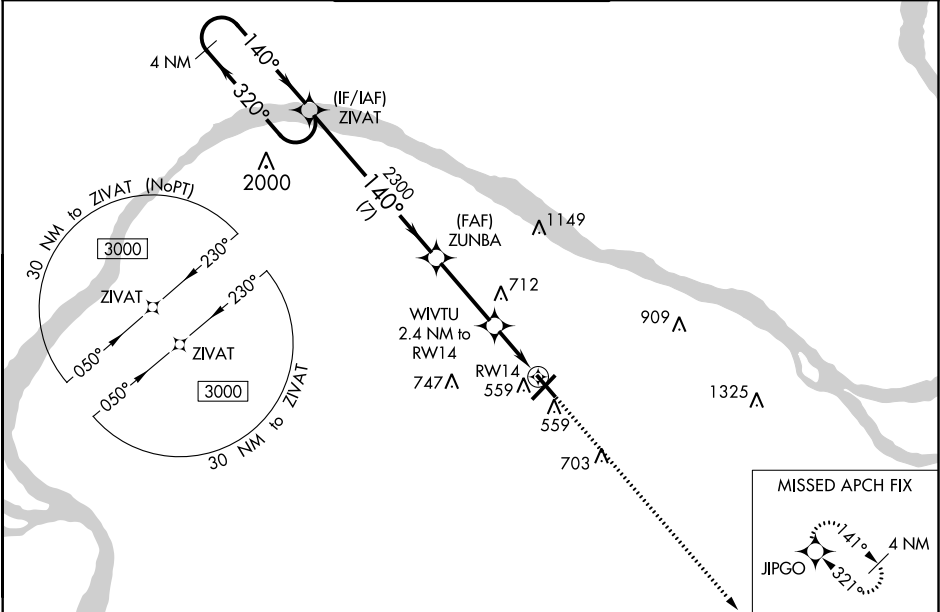 4 NM
140°
320°
(IF/IAF)
ZIVAT
2000
30 NM to ZIVAT (NoPT)
3000
230°
ZIVAT
050°
230°
ZIVAT
050°
3000
30 NM to ZIVAT
2300
140°
(7)
(FAF)
ZUNBA
1149
712
WIVTU
2.4 NM to
RW14
909
747
RW14
559
559
1325
703
MISSED APCH FIX
141°
4 NM
JIPGO
321°